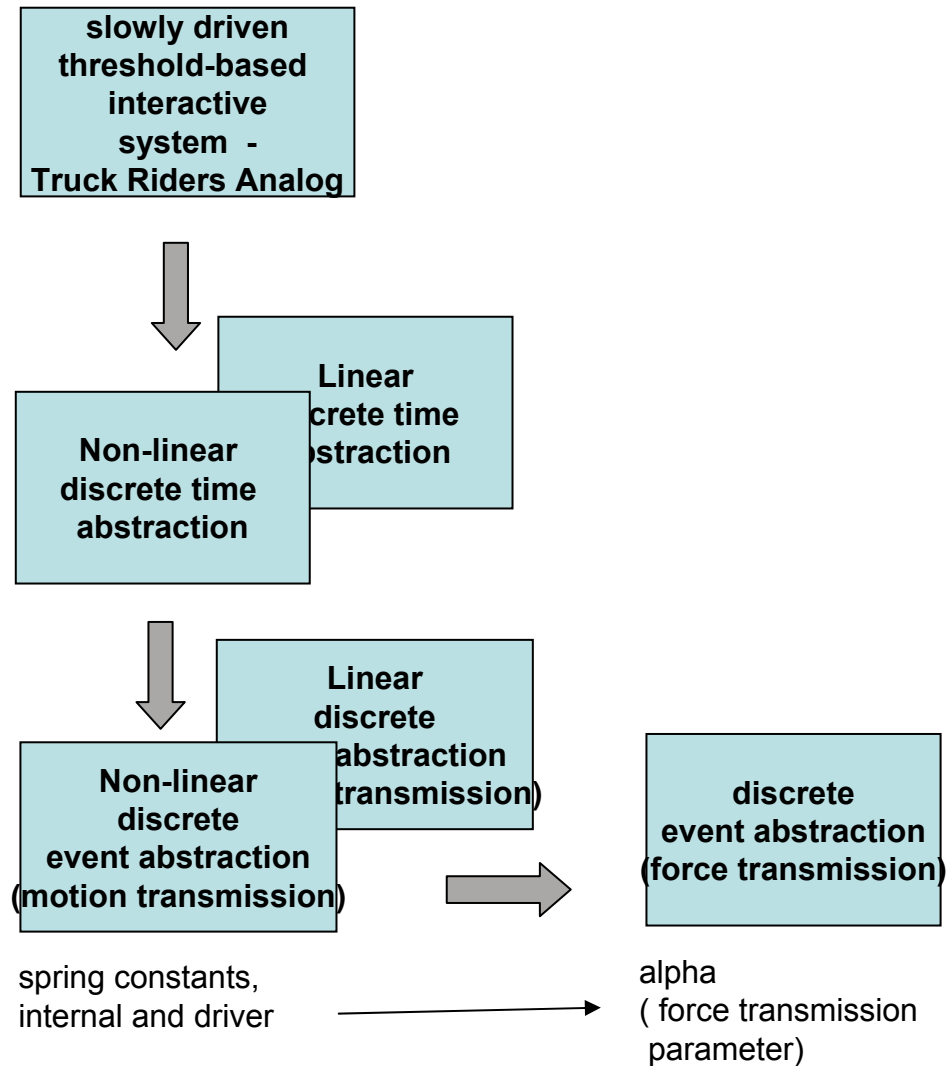 slowly driven
threshold-based
interactive
system -
Truck Riders Analog
Linear
crete time
bstraction
Non-linear
discrete time
abstraction
Linear
discrete
abstraction
transmission)
Non-linear
discrete
event abstraction
(motion transmission)
discrete
event abstraction
(force transmission)
spring constants,
internal and driver
alpha
( force transmission
parameter)